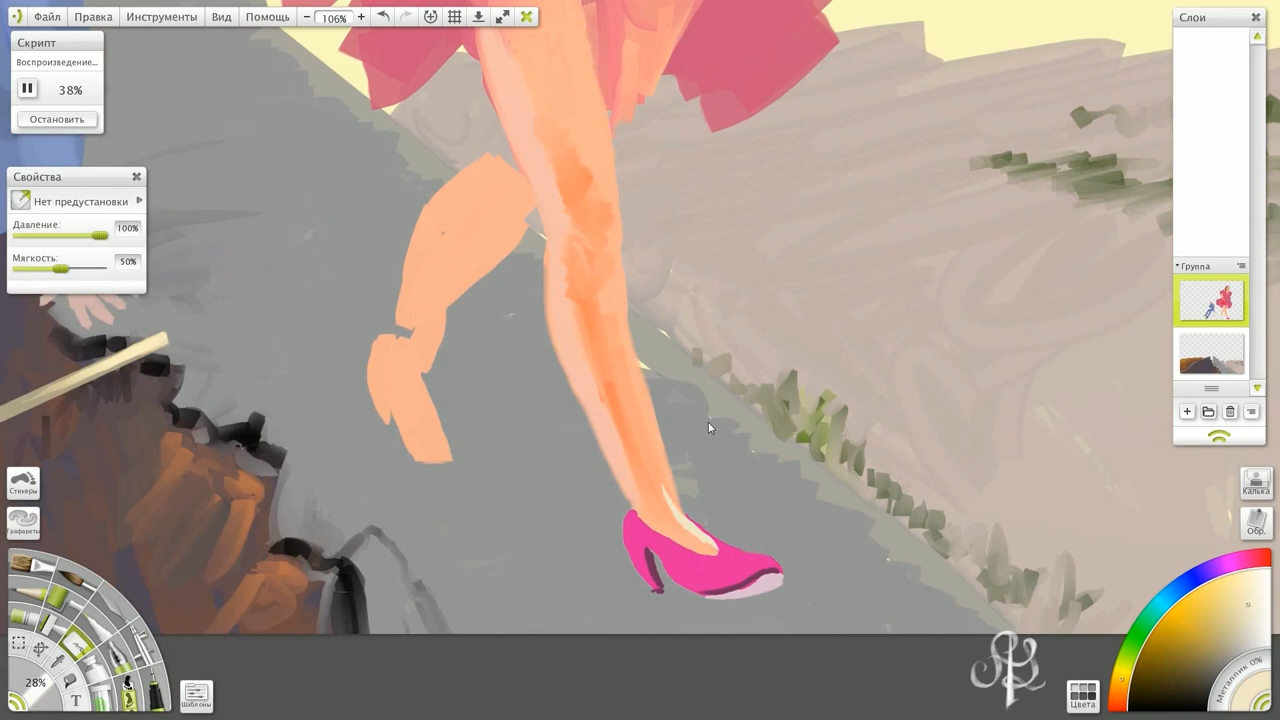 Файл Правка Инструменты Вид Помощь − 106% +
Скрипт
Воспроизведение...
38%
Остановить
Свойства
Нет предустановки
Давление: 100%
Мягкость: 50%
Слои
Группа
Стикеры
Трафареты
28%
T
Шаблоны
Калька
Обр.
Металлик 0%
Цвета